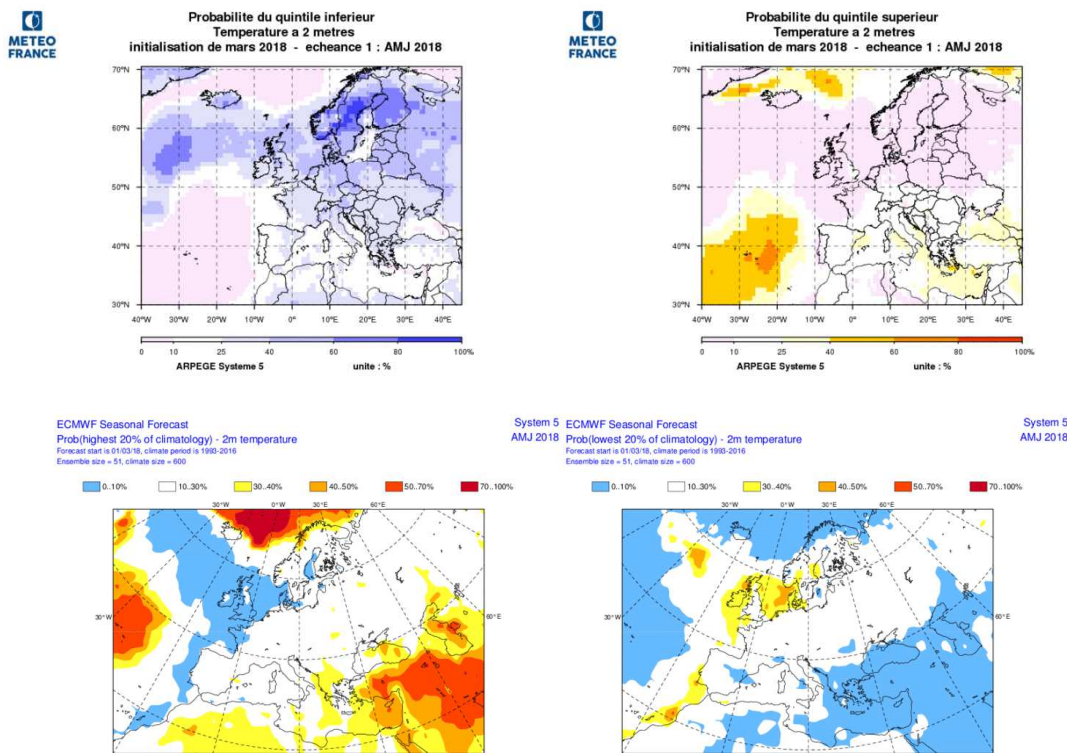 METEO
FRANCE
Probabilite du quintile inferieur
Temperature a 2 metres
initialisation de mars 2018 - echeance 1 : AMJ 2018
70°N
60°N
50°N
40°N
30°N
40°W 30°W 20°W 10°W 0° 10°E 20°E 30°E 40°E
0 10 25 40 60 80 100%
ARPEGE Systeme 5 unite : %
METEO
FRANCE
Probabilite du quintile superieur
Temperature a 2 metres
initialisation de mars 2018 - echeance 1 : AMJ 2018
70°N
60°N
50°N
40°N
30°N
40°W 30°W 20°W 10°W 0° 10°E 20°E 30°E 40°E
0 10 25 40 60 80 100%
ARPEGE Systeme 5 unite : %
ECMWF Seasonal Forecast System 5
Prob(highest 20% of climatology) - 2m temperature AMJ 2018
Forecast start is 01/03/18, climate period is 1993-2016
Ensemble size = 51, climate size = 600
0..10% 10..30% 30..40% 40..50% 50..70% 70..100%
30°W 0°W 30°E 60°E
30°W 60°E
ECMWF Seasonal Forecast System 5
Prob(lowest 20% of climatology) - 2m temperature AMJ 2018
Forecast start is 01/03/18, climate period is 1993-2016
Ensemble size = 51, climate size = 600
0..10% 10..30% 30..40% 40..50% 50..70% 70..100%
30°W 0°W 30°E 60°E
30°W 60°E